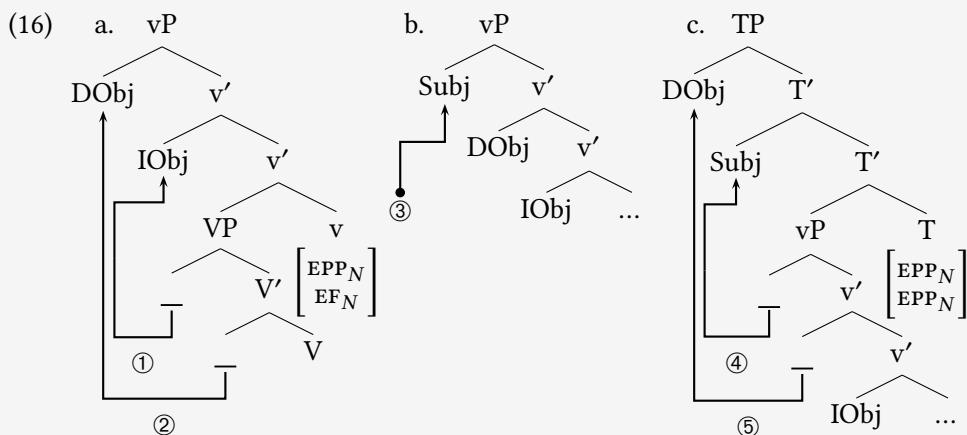 (16) a. vP b. vP c. TP
DObj v′ Subj v′ DObj T′
IObj v′ DObj v′ Subj T′
VP v ③ IObj ... vP T
V′ [EPP_N EF_N] v′ [EPP_N EPP_N]
① V ④ v′
② ⑤ IObj ...